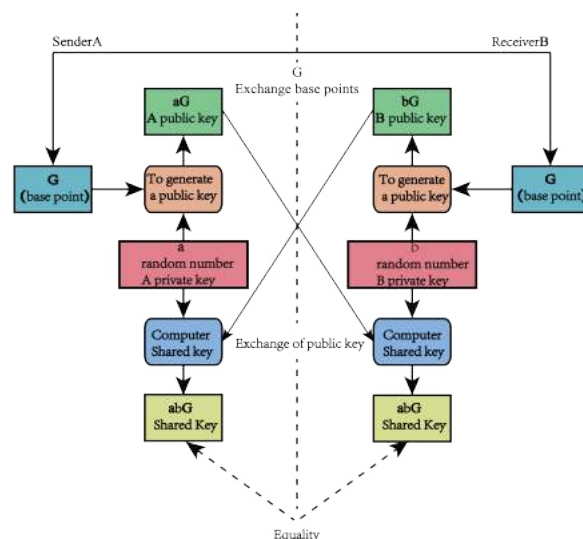 SenderA
ReceiverB
G
Exchange base points
aG
A public key
bG
B public key
G
(base point)
To generate
a public key
To generate
a public key
G
(base point)
a
random number
A private key
b
random number
B private key
Computer
Shared key
Exchange of public key
Computer
Shared key
abG
Shared Key
abG
Shared Key
Equality